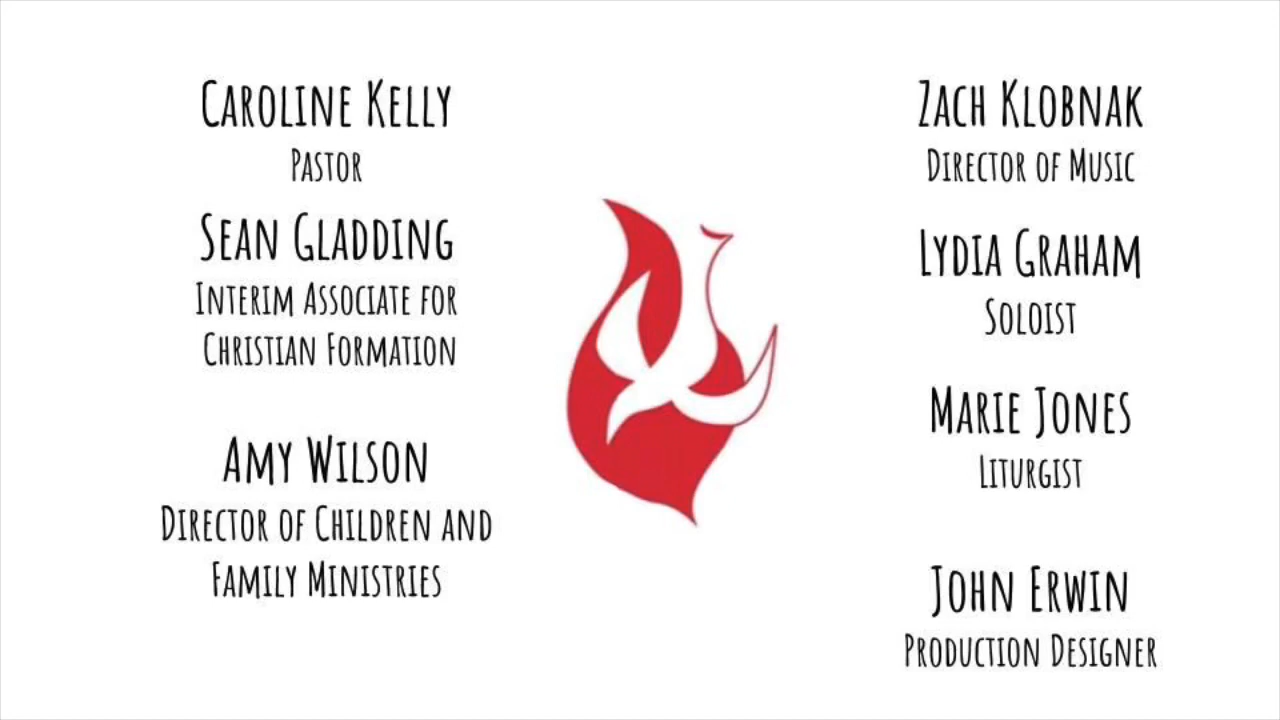 Caroline Kelly
Pastor
Sean Gladding
Interim Associate for
Christian Formation
Amy Wilson
Director of Children and
Family Ministries
Zach Klobnak
Director of Music
Lydia Graham
Soloist
Marie Jones
Liturgist
John Erwin
Production Designer